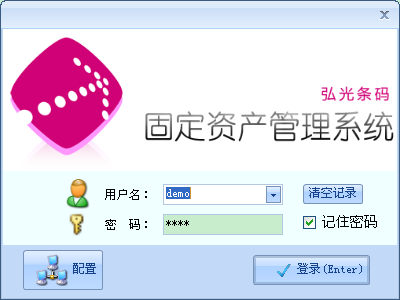 弘光条码
固定资产管理系统
用户名： demo 清空记录
密 码： **** 记住密码
配置 登录(Enter)